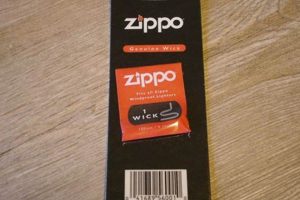 zippo
Genuine Wick
zippo
Fits all Zippo
Windproof Lighters
1
WICK